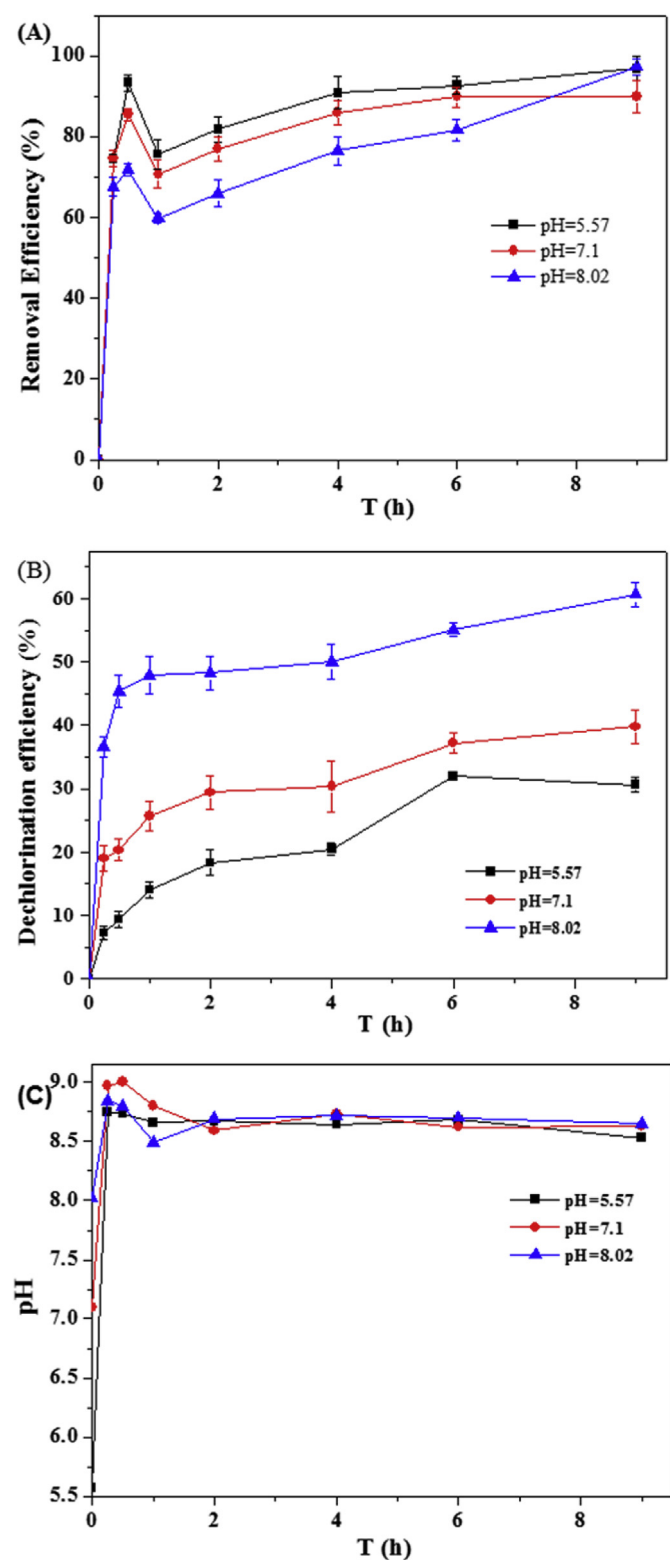 (A)
100
80
60
40
20
0
Removal Efficiency (%)
pH=5.57
pH=7.1
pH=8.02
0 2 4 6 8
T (h)
(B)
60
50
40
30
20
10
0
Dechlorination efficiency (%)
pH=5.57
pH=7.1
pH=8.02
0 2 4 6 8
T (h)
(C)
9.0
8.5
8.0
7.5
7.0
6.5
6.0
5.5
pH
pH=5.57
pH=7.1
pH=8.02
0 2 4 6 8
T (h)